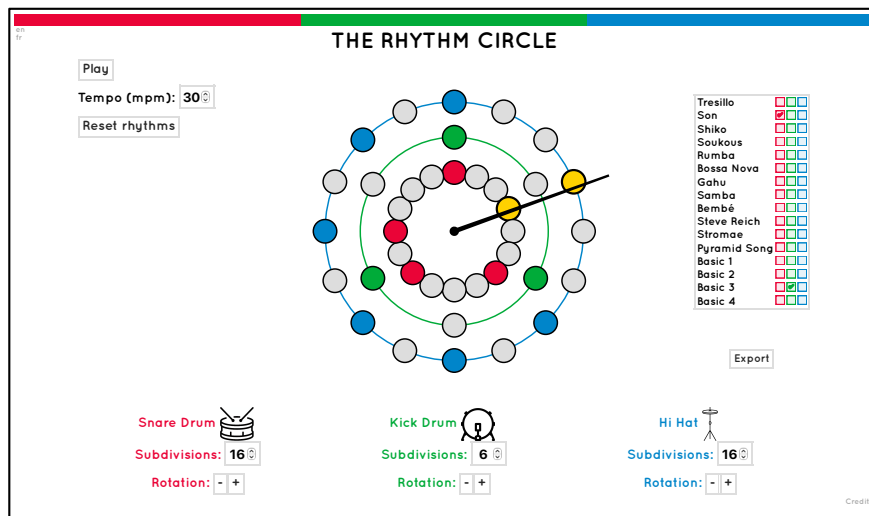 en
fr
THE RHYTHM CIRCLE
Play
Tempo (mpm): 30
Reset rhythms
Tresillo
Son
Shiko
Soukous
Rumba
Bossa Nova
Gahu
Samba
Bembé
Steve Reich
Stromae
Pyramid Song
Basic 1
Basic 2
Basic 3
Basic 4
Export
Snare Drum
Subdivisions: 16
Rotation: - +
Kick Drum
Subdivisions: 6
Rotation: - +
Hi Hat
Subdivisions: 16
Rotation: - +
Credit